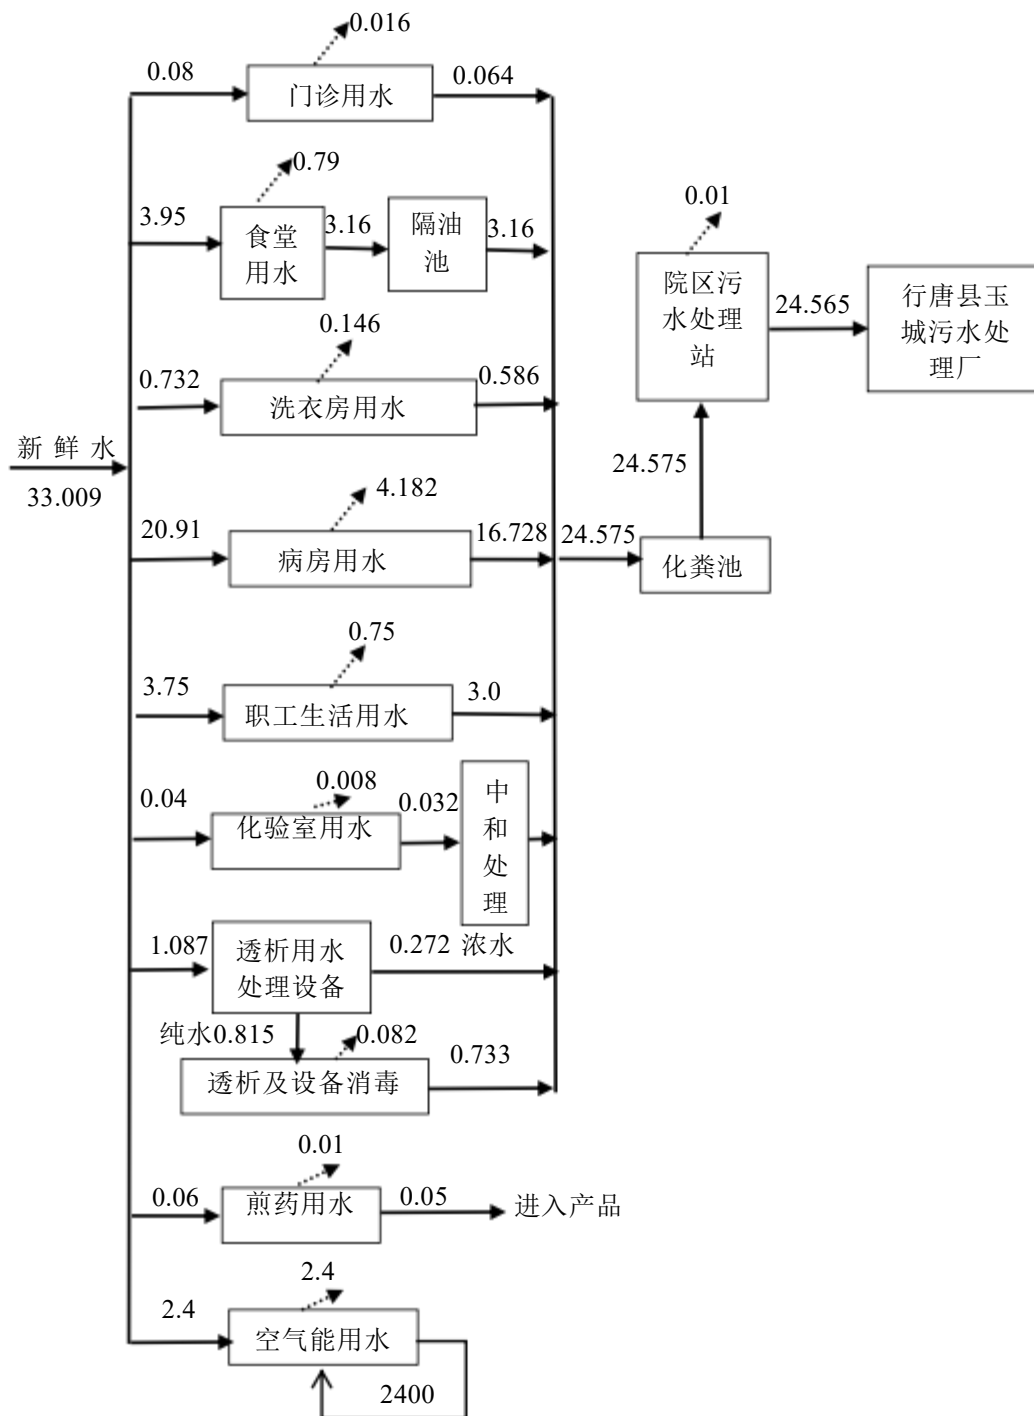 0.016
0.08
门诊用水
0.064
0.79
3.95
食堂
用水
3.16
隔油
池
3.16
0.01
院区污
水处理
站
24.565
行唐县玉
城污水处
理厂
0.146
0.732
洗衣房用水
0.586
新鲜水
33.009
24.575
4.182
20.91
病房用水
16.728
24.575
化粪池
0.75
3.75
职工生活用水
3.0
0.008
0.04
化验室用水
0.032
中
和
处
理
1.087
透析用水
处理设备
0.272 浓水
纯水0.815
0.082
透析及设备消毒
0.733
0.01
0.06
煎药用水
0.05
进入产品
2.4
2.4
空气能用水
2400